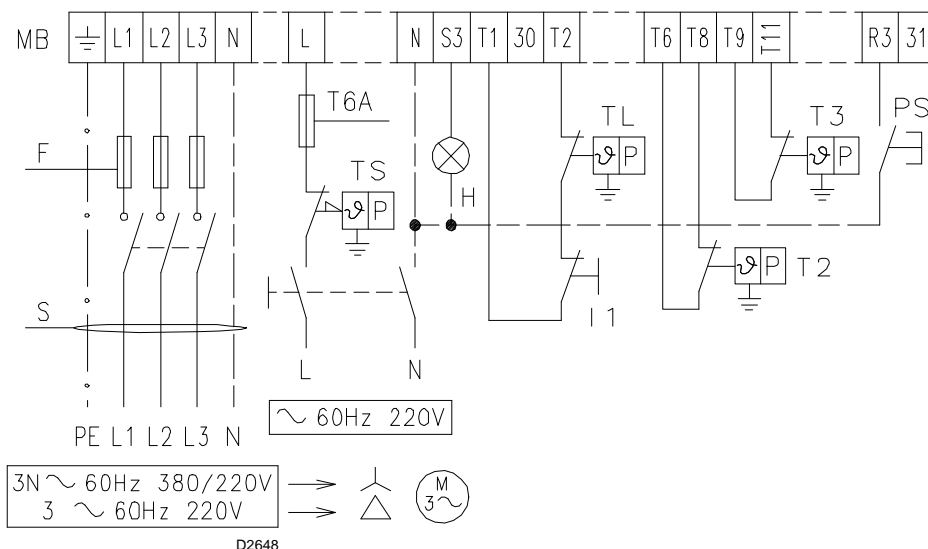 MB L1 L2 L3 N L N S3 T1 30 T2 T6 T8 T9 T11 R3 31
F T6A TL T3 PS
ϑ P ϑ P
TS
ϑ P
H
ϑ P T2
S I1
L N
~ 60Hz 220V
PE L1 L2 L3 N
3N ~ 60Hz 380/220V
3 ~ 60Hz 220V
M
3~
D2648